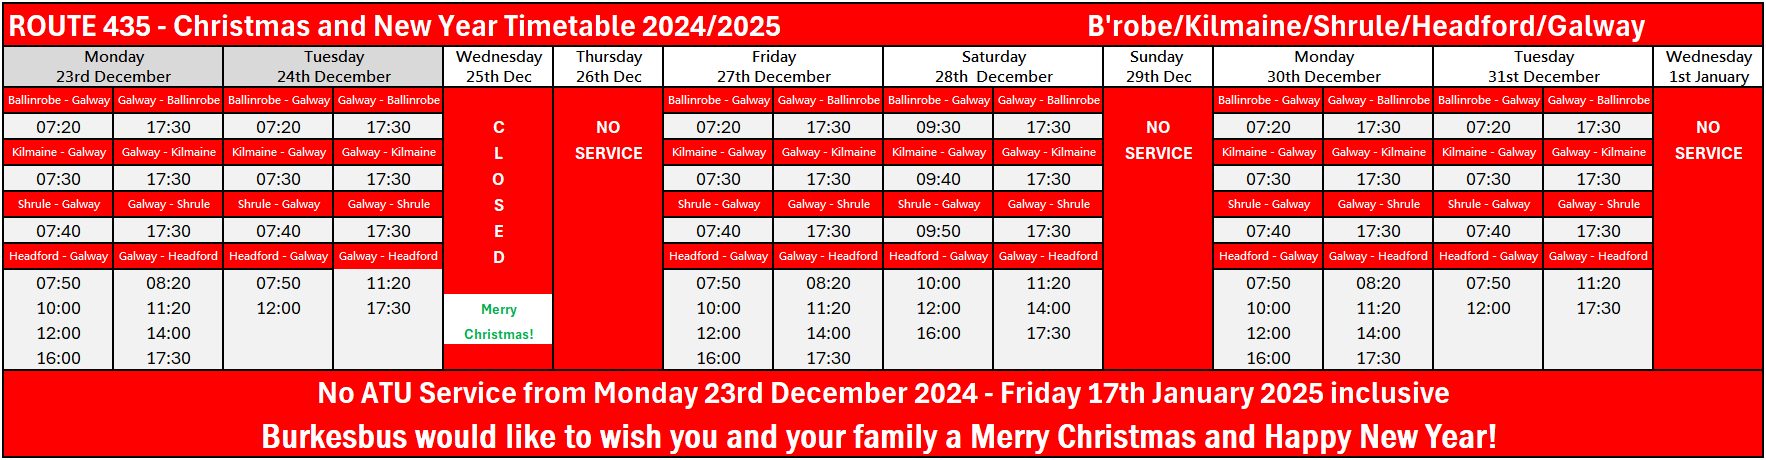 ROUTE 435 - Christmas and New Year Timetable 2024/2025 B'robe/Kilmaine/Shrule/Headford/Galway
Monday Tuesday Wednesday Thursday Friday Saturday Sunday Monday Tuesday Wednesday
23rd December 24th December 25th Dec 26th Dec 27th December 28th December 29th Dec 30th December 31st December 1st January
Ballinrobe - Galway Galway - Ballinrobe Ballinrobe - Galway Galway - Ballinrobe Ballinrobe - Galway Galway - Ballinrobe Ballinrobe - Galway Galway - Ballinrobe Ballinrobe - Galway Galway - Ballinrobe Ballinrobe - Galway Galway - Ballinrobe
07:20 17:30 07:20 17:30 C NO 07:20 17:30 09:30 17:30 NO 07:20 17:30 07:20 17:30 NO
Kilmaine - Galway Galway - Kilmaine Kilmaine - Galway Galway - Kilmaine L SERVICE Kilmaine - Galway Galway - Kilmaine Kilmaine - Galway Galway - Kilmaine SERVICE Kilmaine - Galway Galway - Kilmaine Kilmaine - Galway Galway - Kilmaine SERVICE
07:30 17:30 07:30 17:30 O 07:30 17:30 09:40 17:30 07:30 17:30 07:30 17:30
Shrule - Galway Galway - Shrule Shrule - Galway Galway - Shrule S Shrule - Galway Galway - Shrule Shrule - Galway Galway - Shrule Shrule - Galway Galway - Shrule Shrule - Galway Galway - Shrule
07:40 17:30 07:40 17:30 E 07:40 17:30 09:50 17:30 07:40 17:30 07:40 17:30
Headford - Galway Galway - Headford Headford - Galway Galway - Headford D Headford - Galway Galway - Headford Headford - Galway Galway - Headford Headford - Galway Galway - Headford Headford - Galway Galway - Headford
07:50 08:20 07:50 11:20 07:50 08:20 10:00 11:20 07:50 08:20 07:50 11:20
10:00 11:20 12:00 17:30 Merry 10:00 11:20 12:00 14:00 10:00 11:20 12:00 17:30
12:00 14:00 Christmas! 12:00 14:00 16:00 17:30 12:00 14:00
16:00 17:30 16:00 17:30 16:00 17:30
No ATU Service from Monday 23rd December 2024 - Friday 17th January 2025 inclusive
Burkesbus would like to wish you and your family a Merry Christmas and Happy New Year!